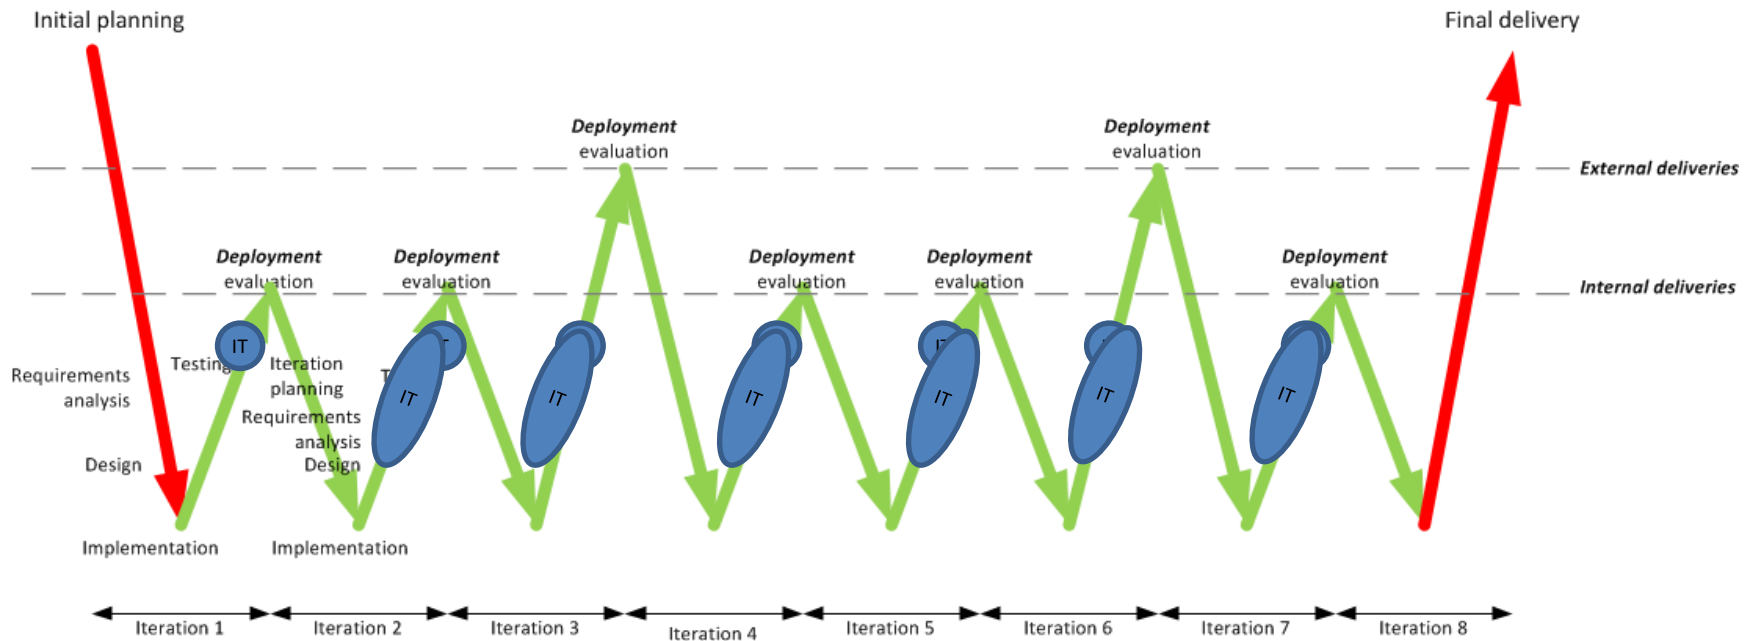 Initial planning
Final delivery
Deployment
evaluation
Deployment
evaluation
External deliveries
Deployment
evaluation
Deployment
evaluation
Deployment
evaluation
Deployment
evaluation
Deployment
evaluation
Internal deliveries
IT
Testing
Iteration
planning
Requirements
analysis
Requirements
analysis
Design
Design
IT
IT
IT
IT
IT
IT
Implementation
Implementation
Iteration 1
Iteration 2
Iteration 3
Iteration 4
Iteration 5
Iteration 6
Iteration 7
Iteration 8